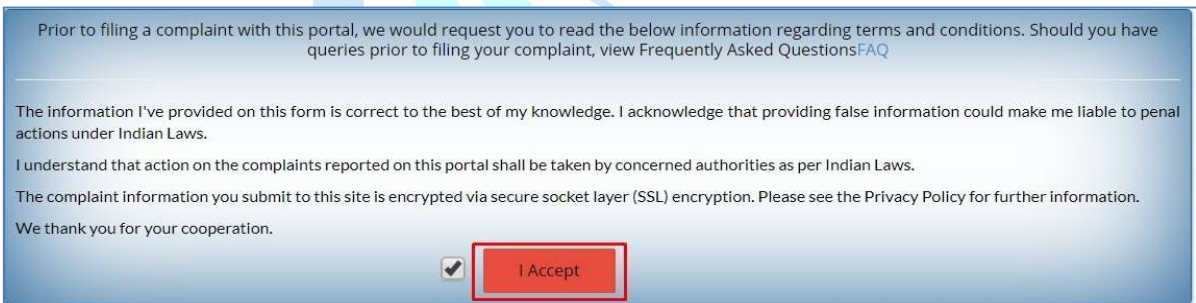 Prior to filing a complaint with this portal, we would request you to read the below information regarding terms and conditions. Should you have
queries prior to filing your complaint, view Frequently Asked QuestionsFAQ
The information I've provided on this form is correct to the best of my knowledge. I acknowledge that providing false information could make me liable to penal
actions under Indian Laws.
I understand that action on the complaints reported on this portal shall be taken by concerned authorities as per Indian Laws.
The complaint information you submit to this site is encrypted via secure socket layer (SSL) encryption. Please see the Privacy Policy for further information.
We thank you for your cooperation.
I Accept